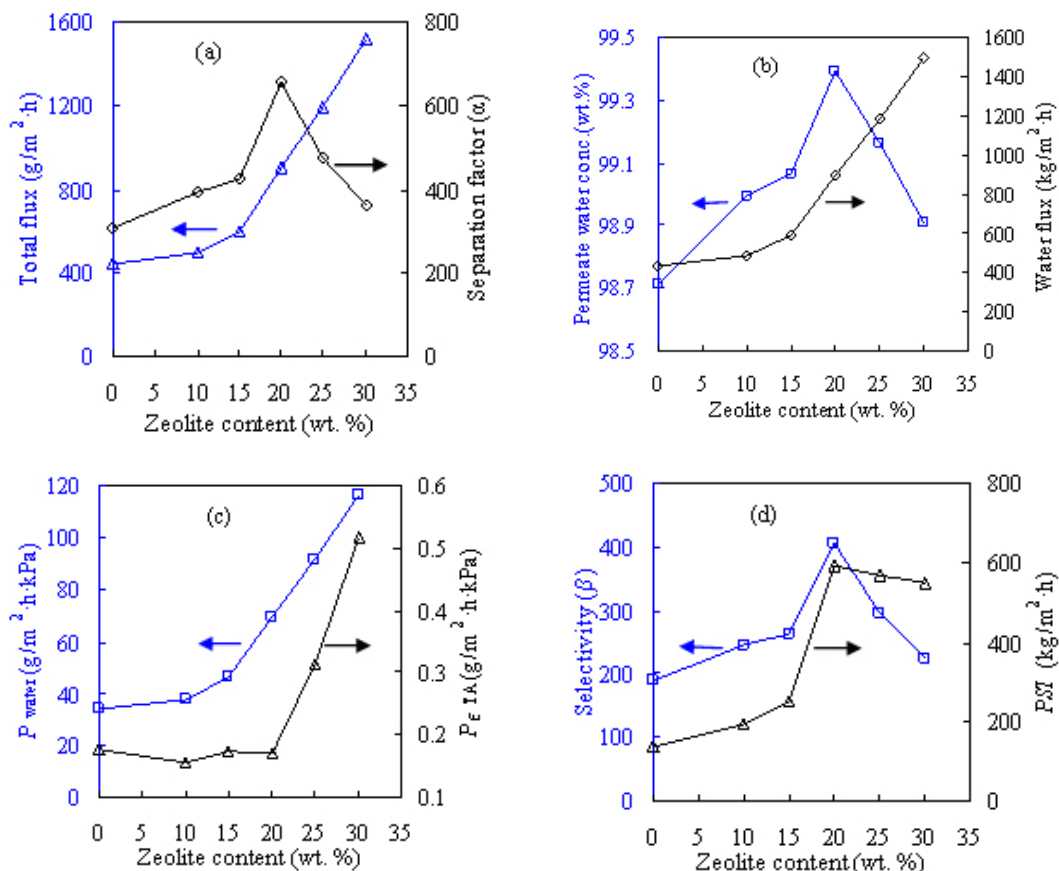 (a)
Total flux (g/m²·h)
1600
1200
800
400
0
800
600
400
200
0
Separation factor (α)
0 5 10 15 20 25 30 35
Zeolite content (wt. %)
(b)
Permeate water conc.(wt.%)
99.5
99.3
99.1
98.9
98.7
98.5
1600
1400
1200
1000
800
600
400
200
0
Water flux (kg/m²·h)
0 5 10 15 20 25 30 35
Zeolite content (wt. %)
(c)
P water (g/m²·h·kPa)
120
100
80
60
40
20
0
0.6
0.5
0.4
0.3
0.2
0.1
P E TA (g/m²·h·kPa)
0 5 10 15 20 25 30 35
Zeolite content (wt. %)
(d)
Selectivity (β)
500
400
300
200
100
0
800
600
400
200
0
PSI (kg/m²·h)
0 5 10 15 20 25 30 35
Zeolite content (wt. %)